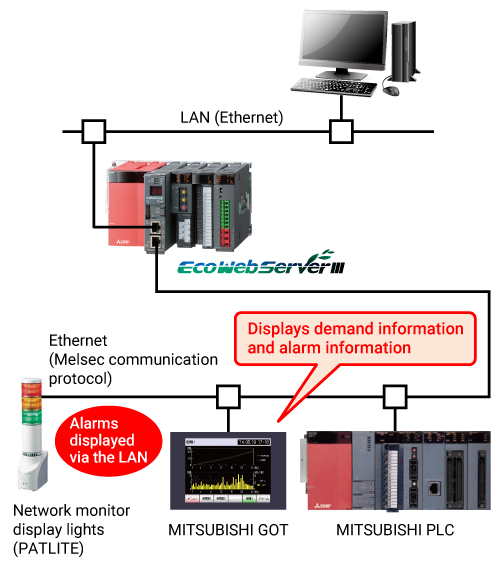 LAN (Ethernet)
EcoWebServerIII
Ethernet
(Melsec communication
protocol)
Displays demand information
and alarm information
Alarms
displayed
via the LAN
Network monitor
display lights
(PATLITE)
MITSUBISHI GOT
MITSUBISHI PLC